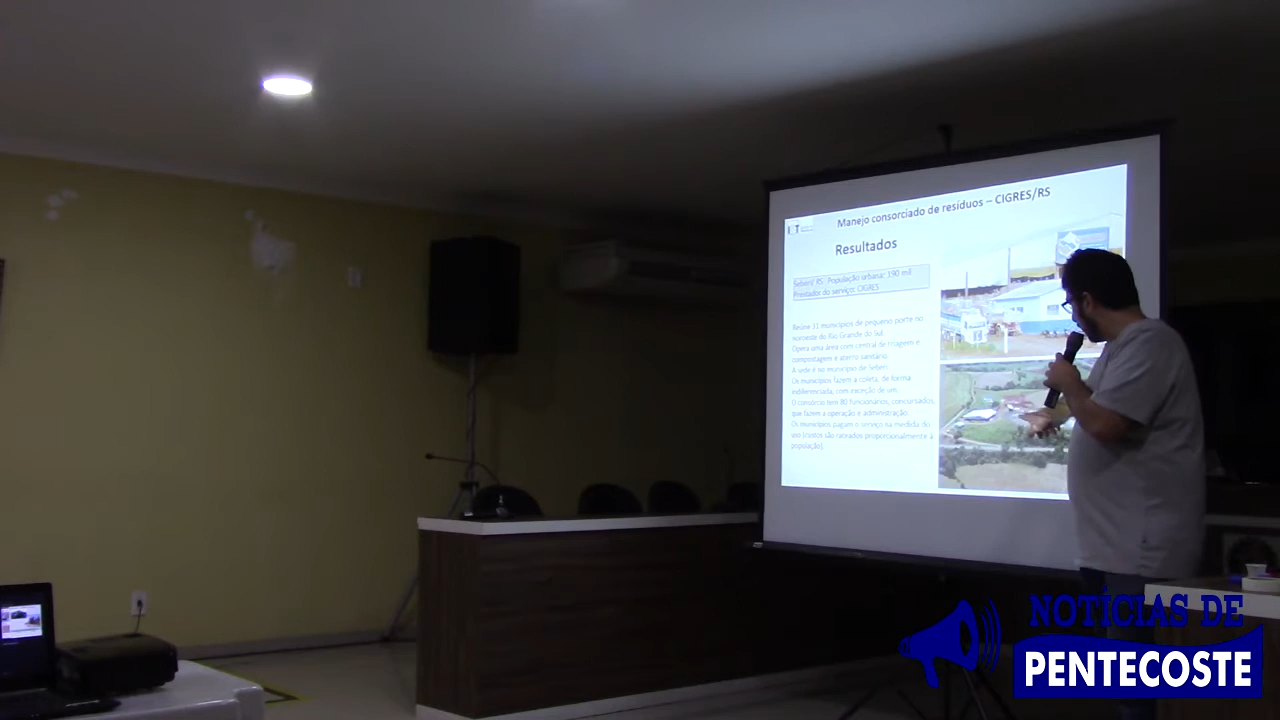 Manejo consorciado de resíduos – CIGRES/RS
Resultados
Seberi/ RS População urbana: 190 mil
Prestador do serviço: CIGRES
Reúne 31 municípios de pequeno porte no
noroeste do Rio Grande do Sul.
Opera uma área com central de triagem e
compostagem e aterro sanitário.
A sede é no município de Seberi.
Os municípios fazem a coleta, de forma
indiferenciada, com exceção de um.
O consórcio tem 80 funcionários, concursados,
que fazem a operação e administração.
Os municípios pagam o serviço na medida do
uso (custos são rateados proporcionalmente à
população).
NOTÍCIAS DE
PENTECOSTE